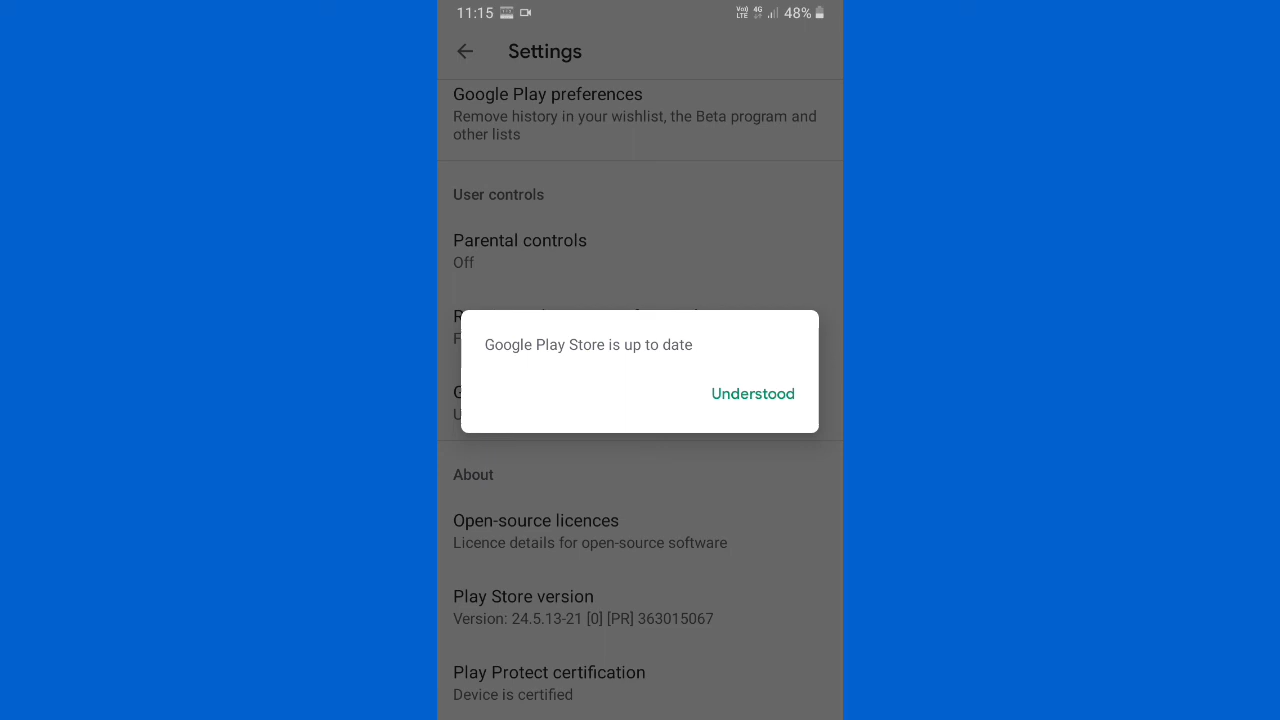 11:15
VoD 4G 48%
LTE
Settings
Google Play preferences
Remove history in your wishlist, the Beta program and
other lists
User controls
Parental controls
Off
Google Play Store is up to date
Understood
About
Open-source licences
Licence details for open-source software
Play Store version
Version: 24.5.13-21 [0] [PR] 363015067
Play Protect certification
Device is certified